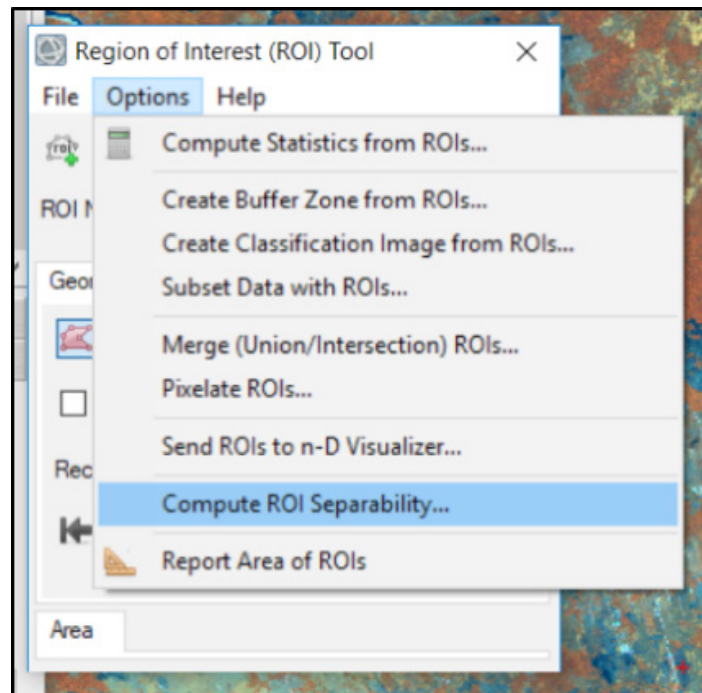 Region of Interest (ROI) Tool
File Options Help
Compute Statistics from ROIs...
ROI
Create Buffer Zone from ROIs...
Create Classification Image from ROIs...
Subset Data with ROIs...
Merge (Union/Intersection) ROIs...
Pixelate ROIs...
Send ROIs to n-D Visualizer...
Rec
Compute ROI Separability...
Report Area of ROIs
Area